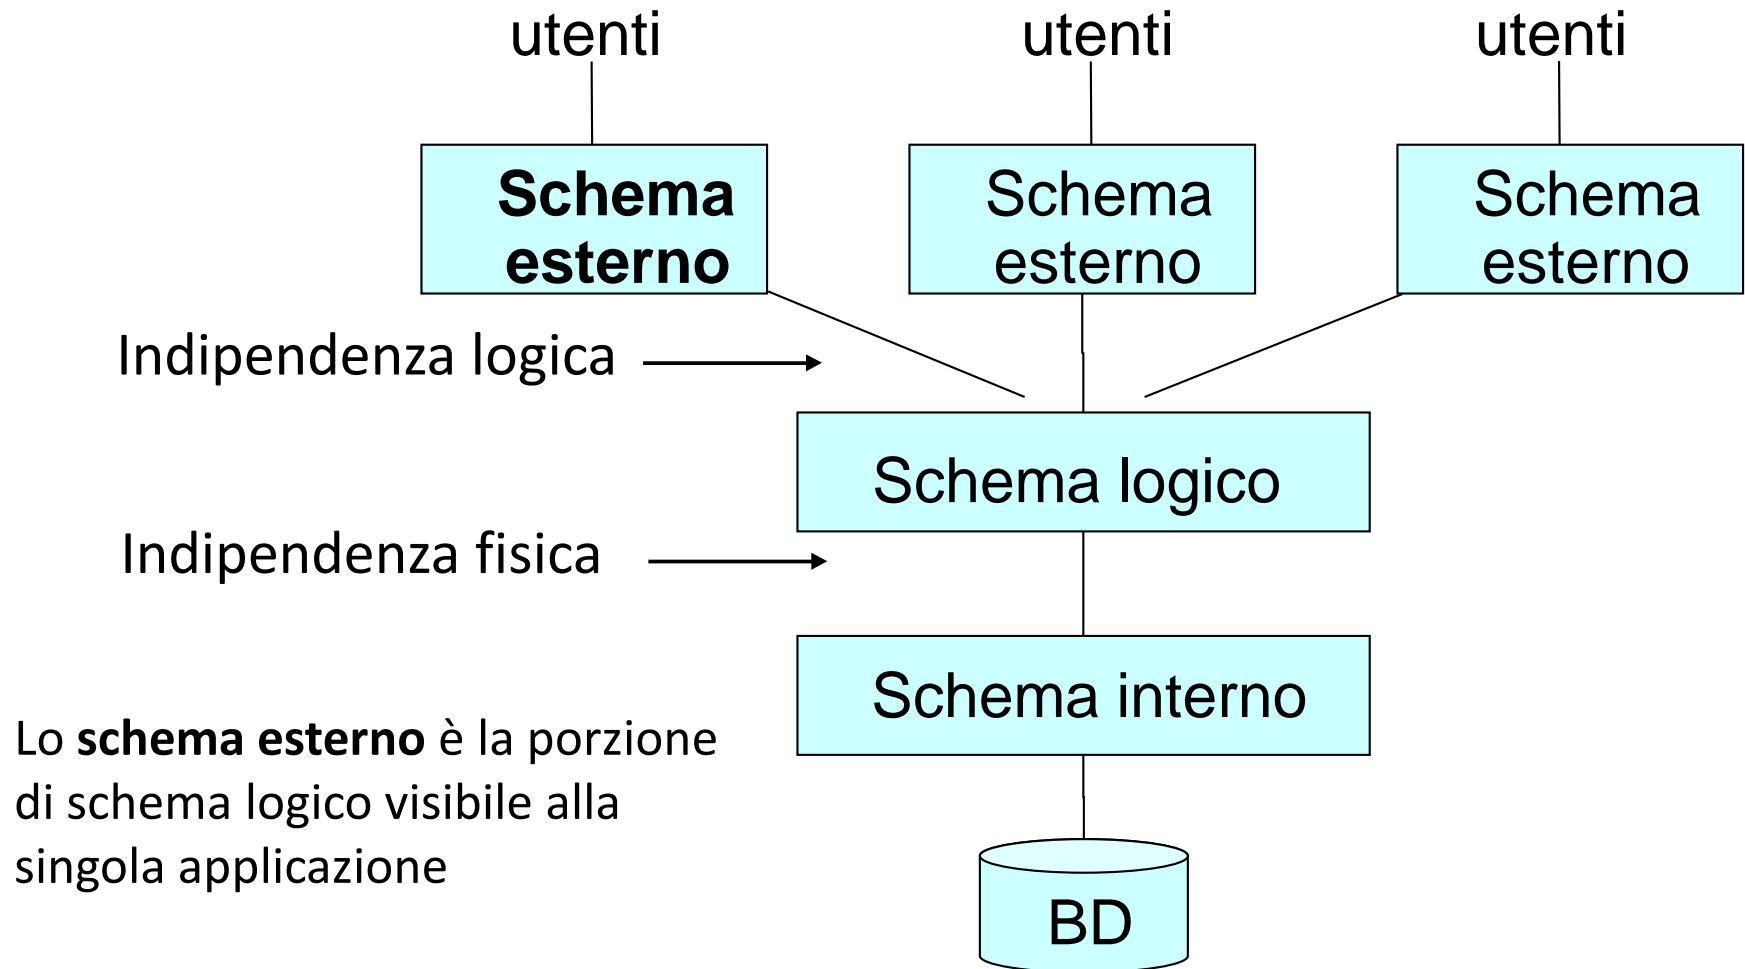 utenti utenti utenti
Schema Schema Schema
esterno esterno esterno
Indipendenza logica
Schema logico
Indipendenza fisica
Schema interno
Lo schema esterno è la porzione
di schema logico visibile alla
singola applicazione
BD